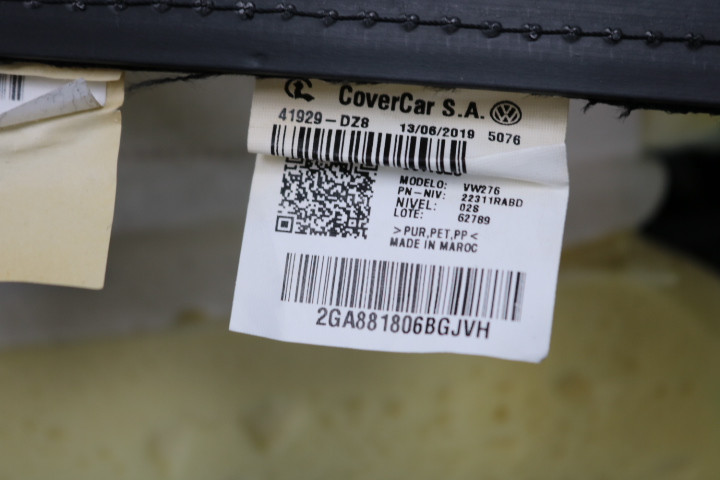 CoverCar S.A.
41929-DZ8 13/06/2019 5076
MODELO: VW276
PN-NIV: 22311RABD
NIVEL: 02S
LOTE: 62789
>PUR,PET,PP<
MADE IN MAROC
2GA881806BGJVH